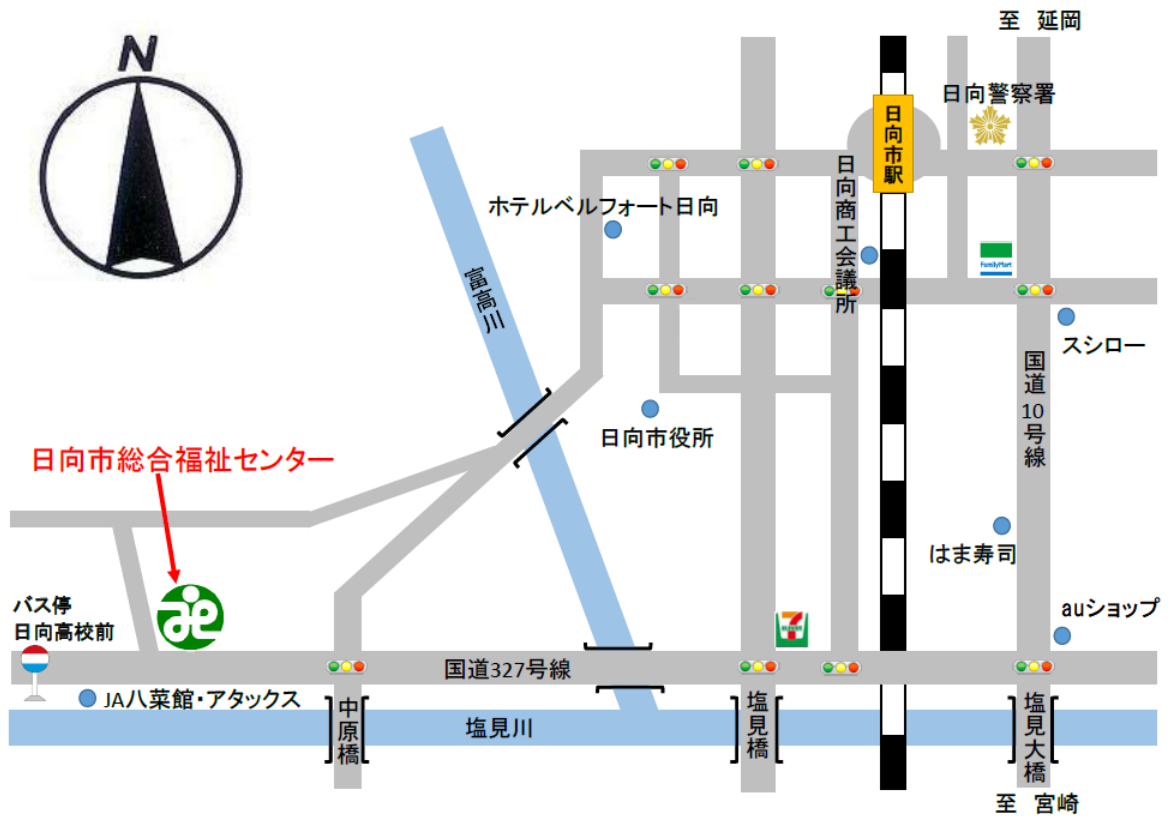 至 延岡
N
日向警察署
日向市駅
日向商工会議所
ホテルベルフォート日向
FamilyMart
富高川
スシロー
国道10号線
日向市役所
日向市総合福祉センター
はま寿司
バス停
日向高校前
auショップ
国道327号線
JA八菜館・アタックス
中原橋
塩見川
塩見橋
塩見大橋
至 宮崎